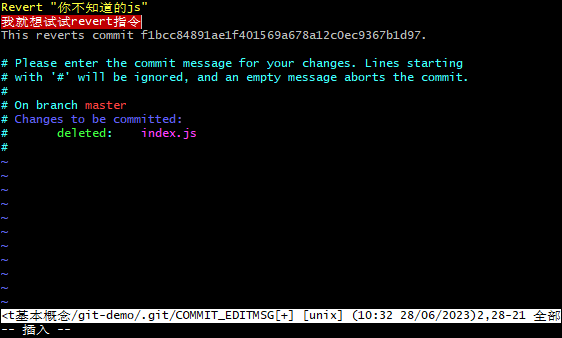 Revert "你不知道的js"
我就想试试revert指令
This reverts commit f1bcc84891ae1f401569a678a12c0ec9367b1d97.
# Please enter the commit message for your changes. Lines starting
# with '#' will be ignored, and an empty message aborts the commit.
#
# On branch master
# Changes to be committed:
#       deleted:    index.js
#
~
~
~
~
~
~
~
~
~
~
~
<t基本概念/git-demo/.git/COMMIT_EDITMSG[+] [unix] (10:32 28/06/2023)2,28-21 全部
-- 插入 --